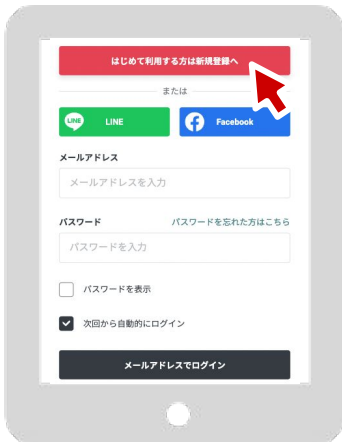 はじめて利用する方は新規登録へ
または
LINE LINE
Facebook
メールアドレス
メールアドレスを入力
パスワード パスワードを忘れた方はこちら
パスワードを入力
パスワードを表示
次回から自動的にログイン
メールアドレスでログイン